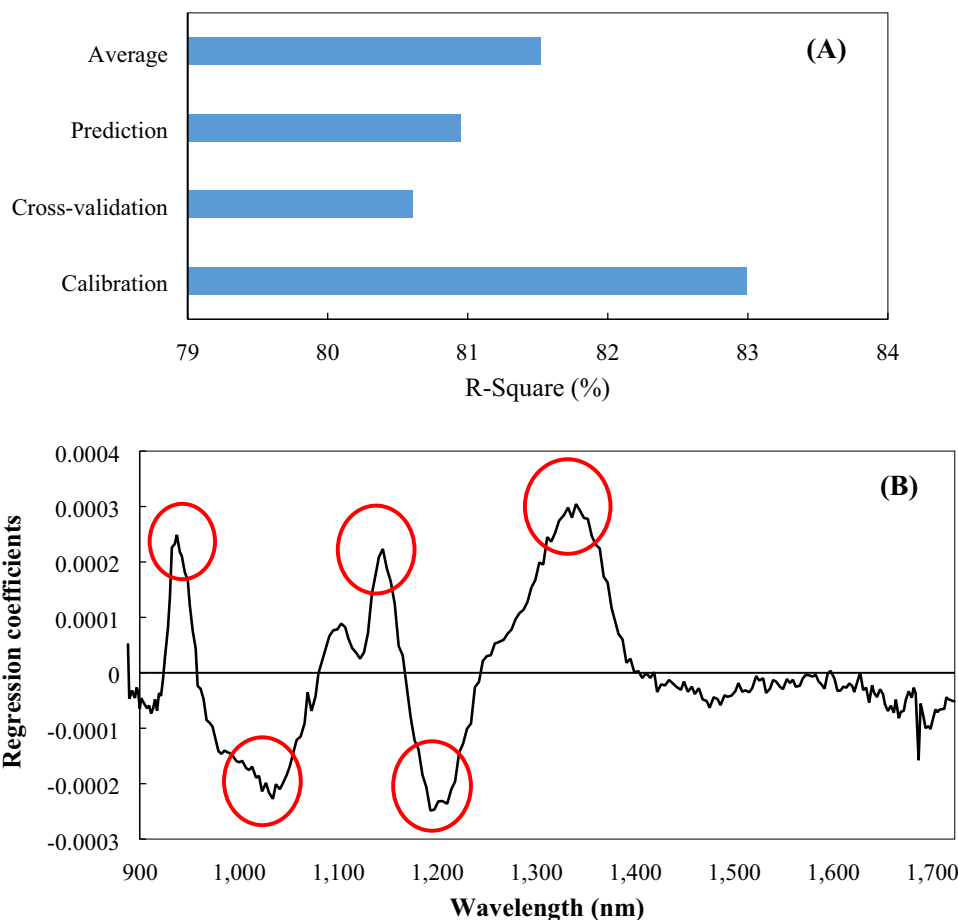 (A)
Average
Prediction
Cross-validation
Calibration
79 80 81 82 83 84
R-Square (%)
(B)
Regression coefficients
0.0004
0.0003
0.0002
0.0001
0
-0.0001
-0.0002
-0.0003
900 1,000 1,100 1,200 1,300 1,400 1,500 1,600 1,700
Wavelength (nm)